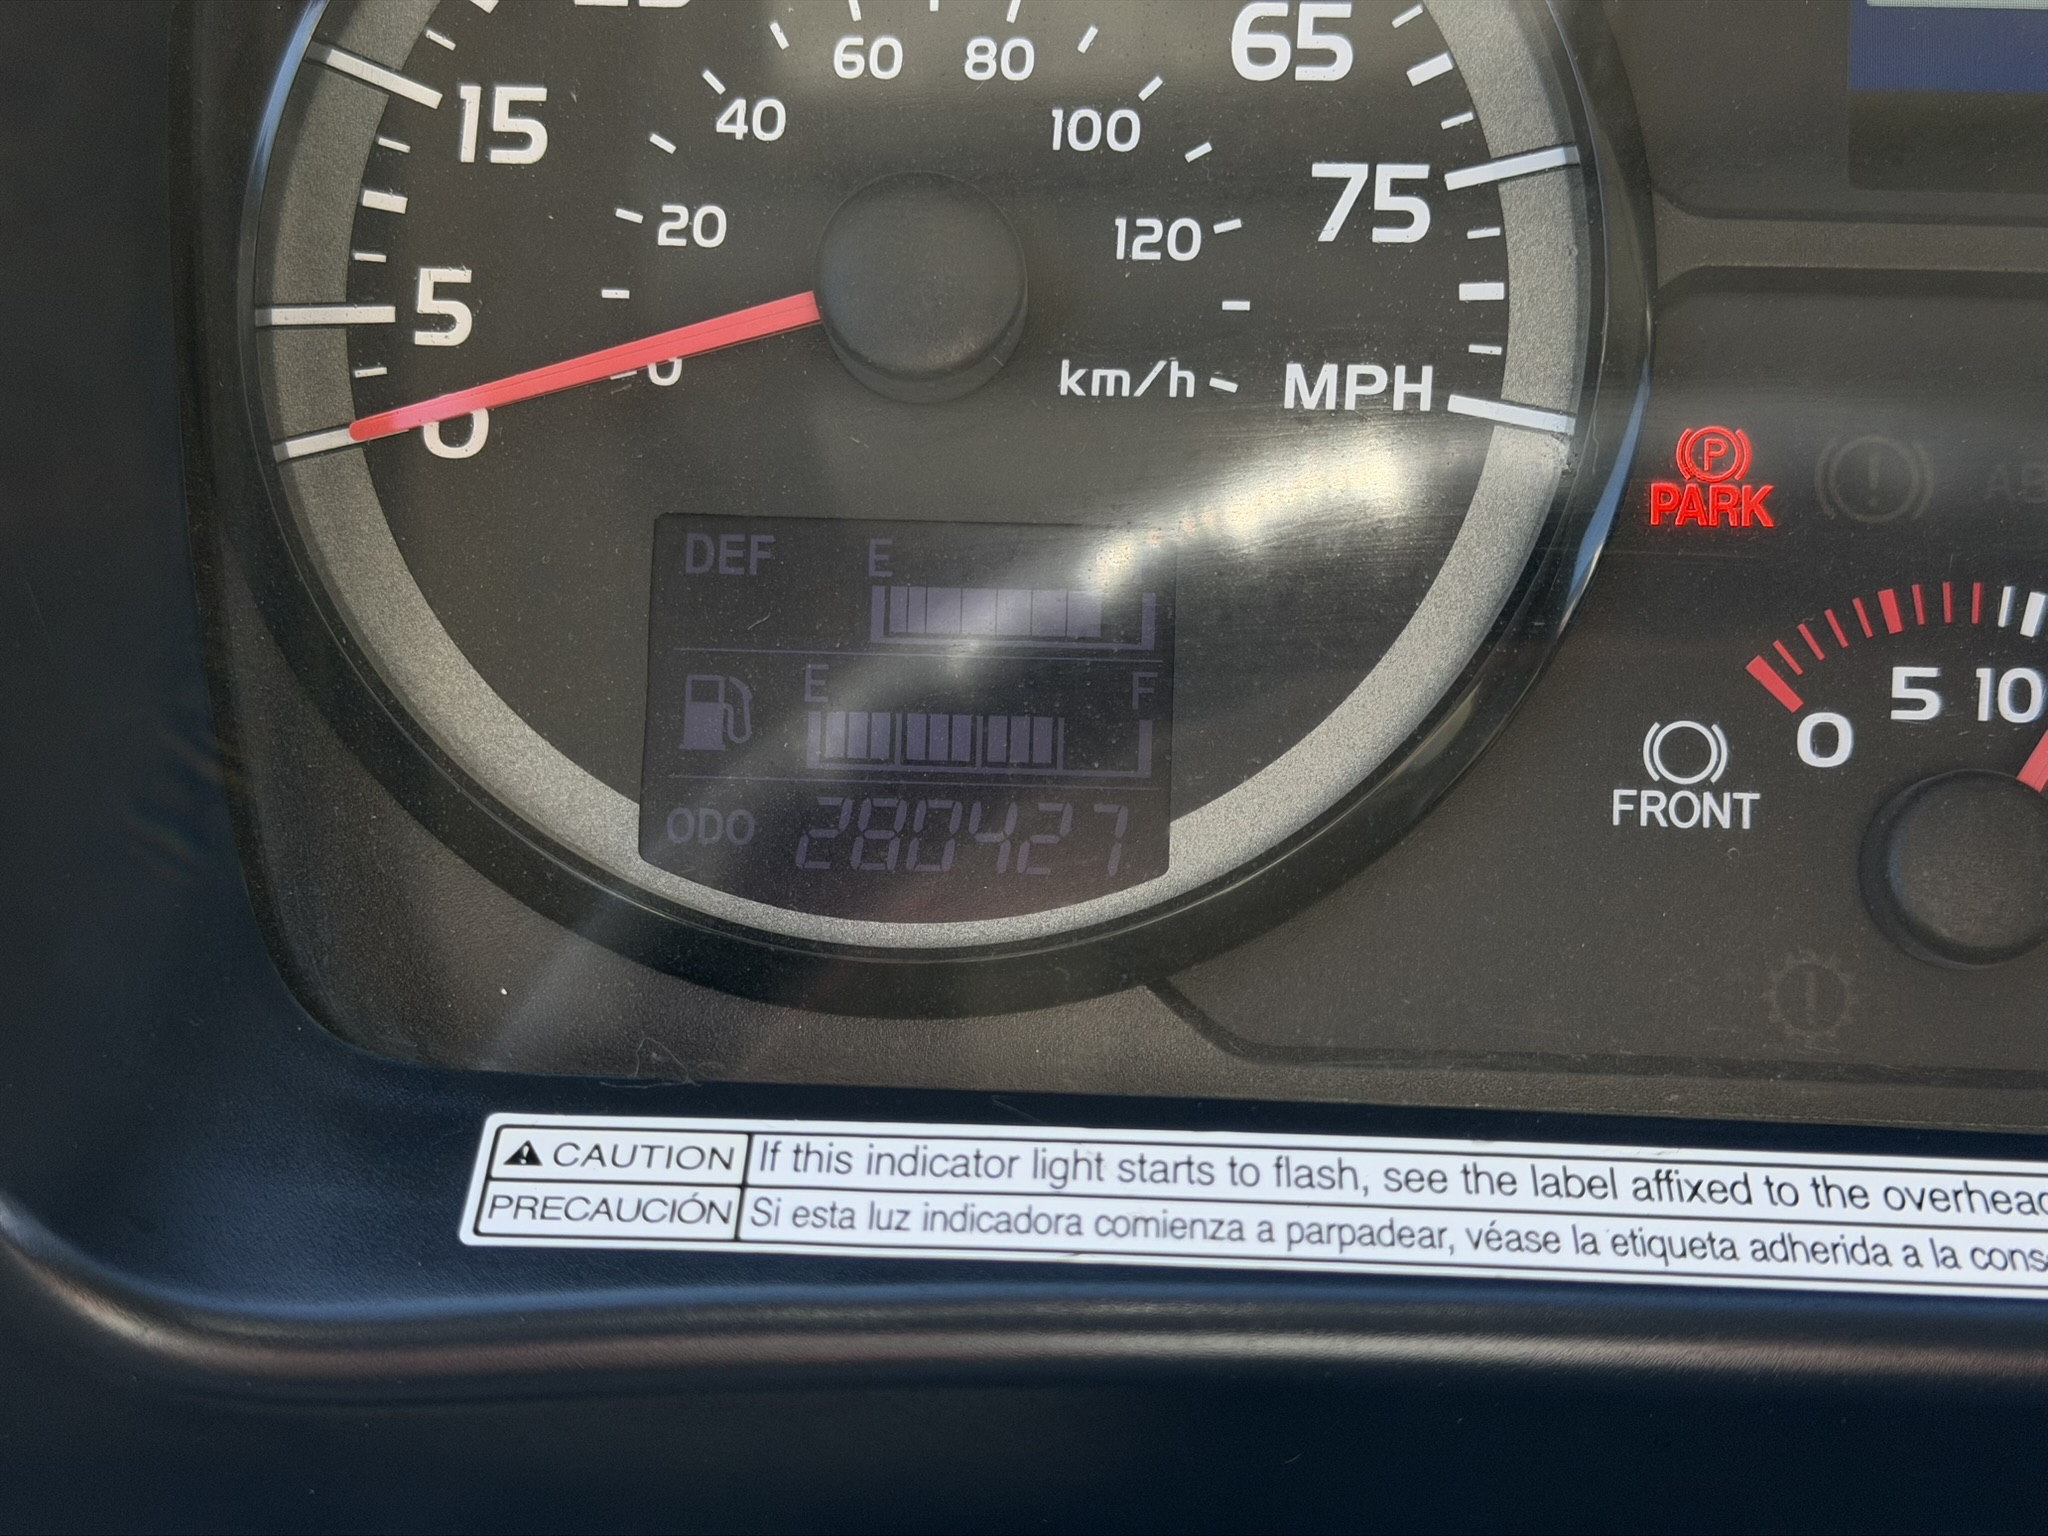 60 80
65
40
100
15
75
20
120
5
km/h
MPH
0
0
PARK
DEF E
E F
ODO 280427
5 10
0
FRONT
CAUTION If this indicator light starts to flash, see the label affixed to the
PRECAUCIÓN Si esta luz indicadora comienza a parpadear, véase la etiqueta adherida a la